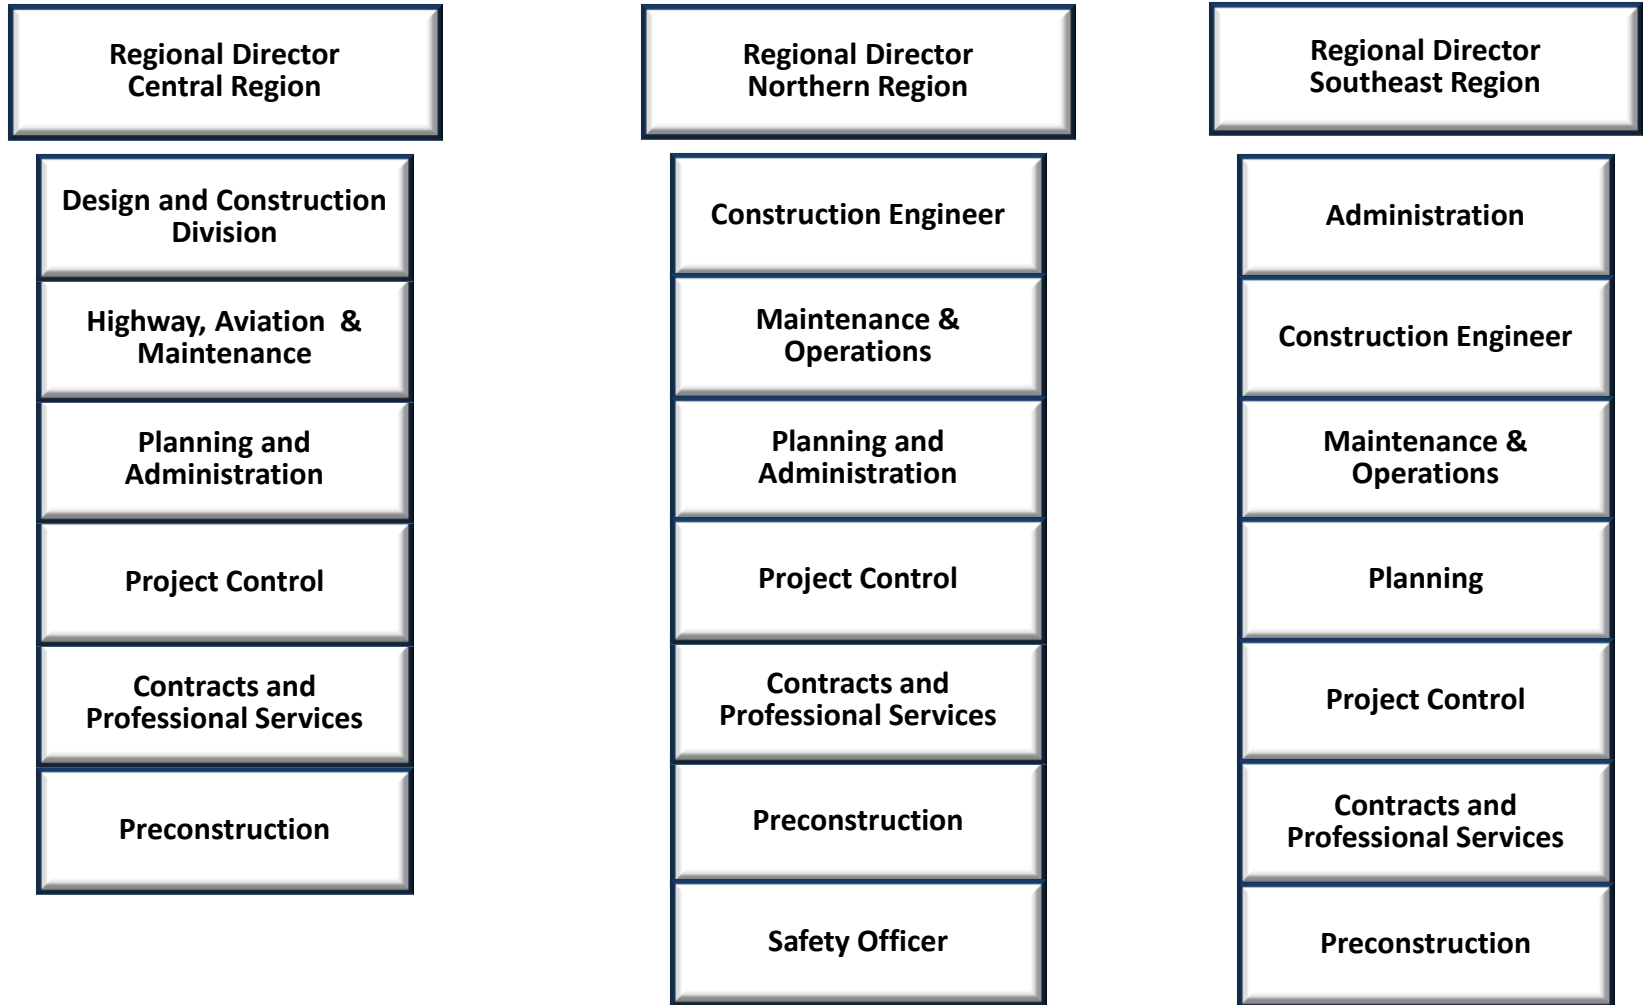 Regional Director
Central Region
Design and Construction
Division
Highway, Aviation  &
Maintenance
Planning and
Administration
Project Control
Contracts and
Professional Services
Preconstruction
Regional Director
Northern Region
Construction Engineer
Maintenance &
Operations
Planning and
Administration
Project Control
Contracts and
Professional Services
Preconstruction
Safety Officer
Regional Director
Southeast Region
Administration
Construction Engineer
Maintenance &
Operations
Planning
Project Control
Contracts and
Professional Services
Preconstruction